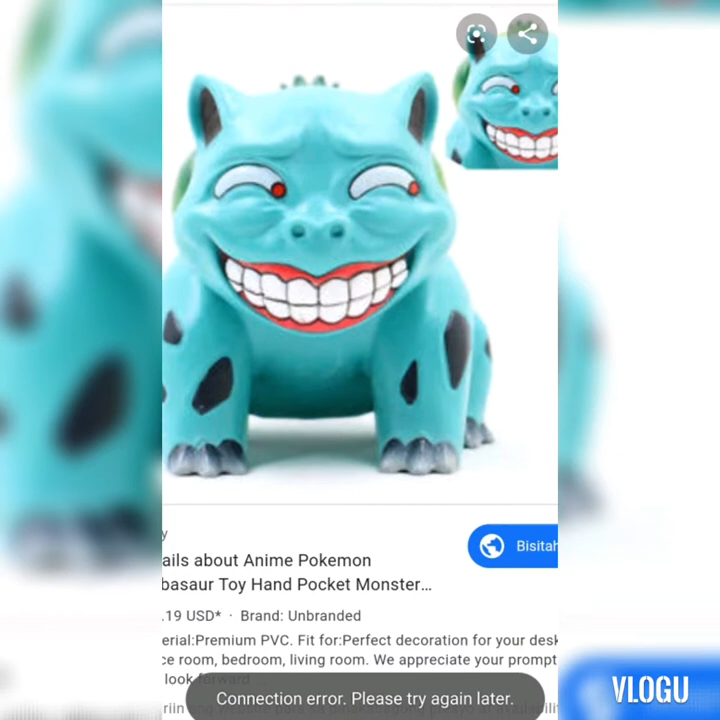 y
ails about Anime Pokemon
basaur Toy Hand Pocket Monster…
.19 USD* · Brand: Unbranded
erial:Premium PVC. Fit for:Perfect decoration for your desk
ce room, bedroom, living room. We appreciate your prompt
look forward
Bisitah
Connection error. Please try again later.
VLOGU